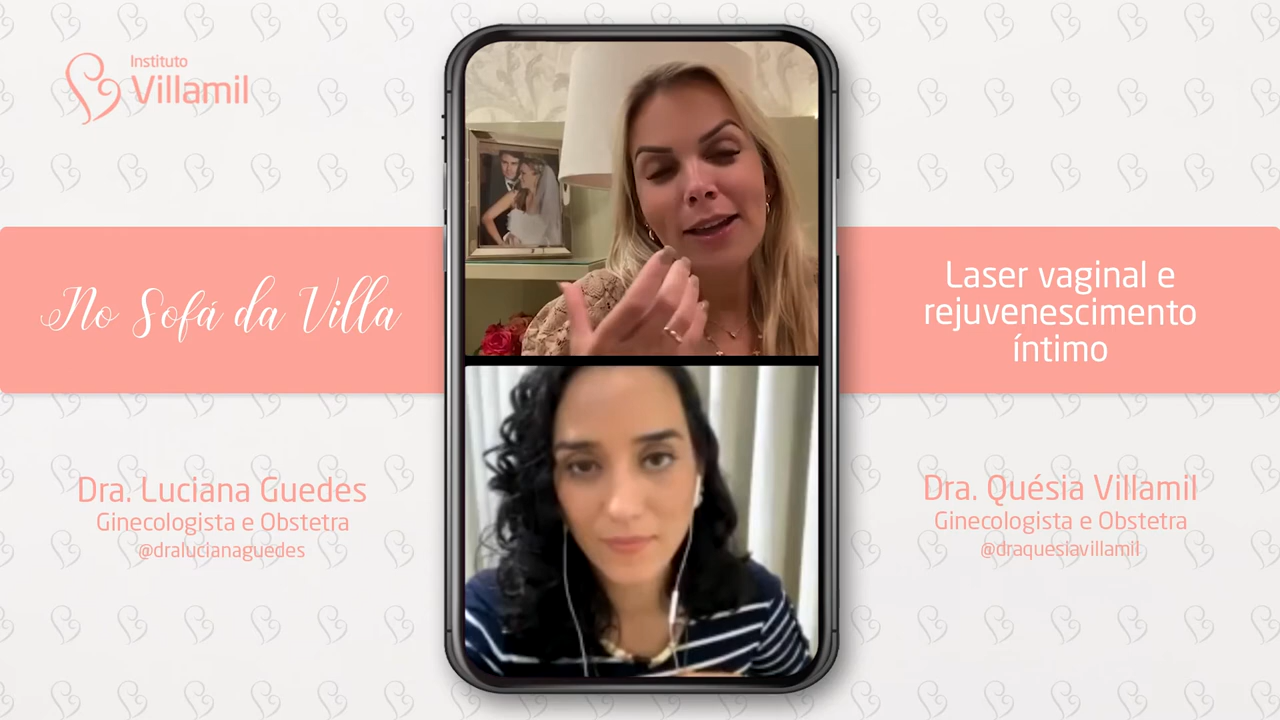 Instituto
Villamil
No Sofá da Villa
Laser vaginal e
rejuvenescimento
íntimo
Dra. Luciana Guedes
Ginecologista e Obstetra
@dralucianaguedes
Dra. Quésia Villamil
Ginecologista e Obstetra
@draquesiavillamil